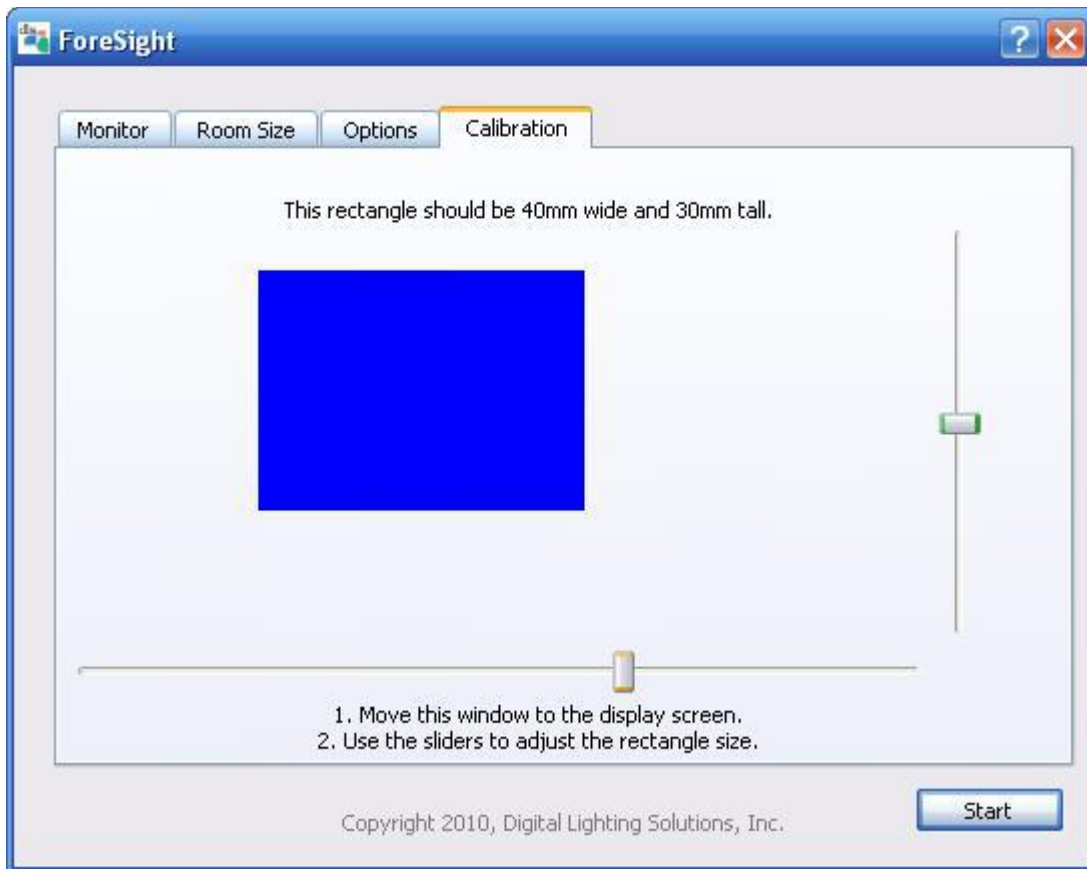 ForeSight
Monitor
Room Size
Options
Calibration
This rectangle should be 40mm wide and 30mm tall.
1. Move this window to the display screen.
2. Use the sliders to adjust the rectangle size.
Copyright 2010, Digital Lighting Solutions, Inc.
Start